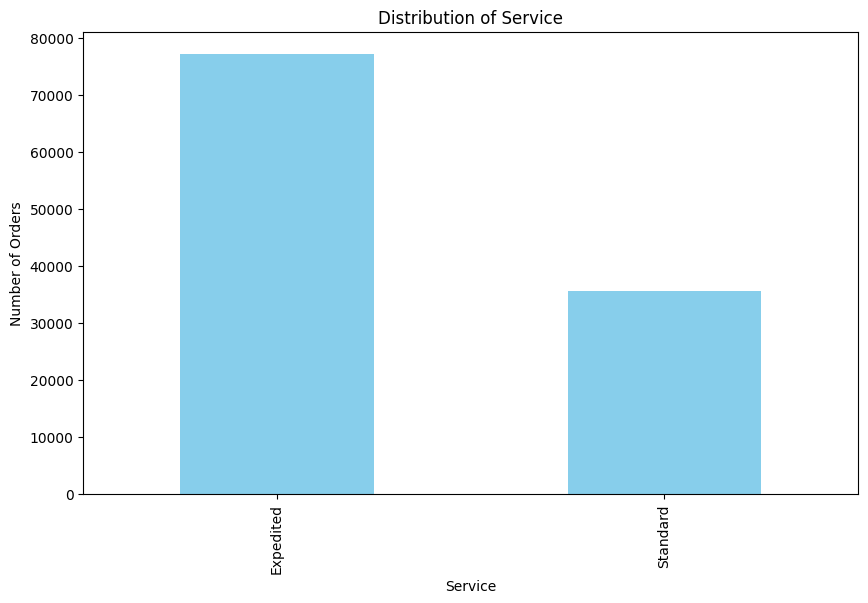 Distribution of Service
80000
70000
60000
50000
40000
30000
20000
10000
0
Number of Orders
Expedited
Standard
Service